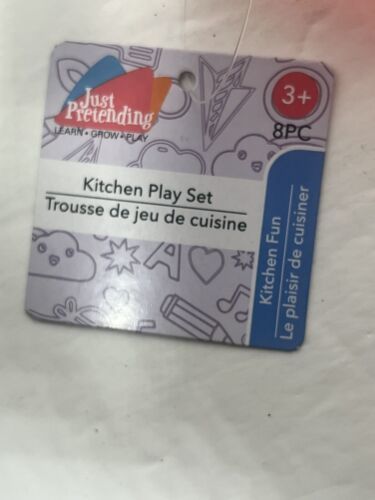 Just
Pretending
LEARN • GROW • PLAY
3+
8PC
Kitchen Play Set
Trousse de jeu de cuisine
Kitchen Fun
Le plaisir de cuisiner
A